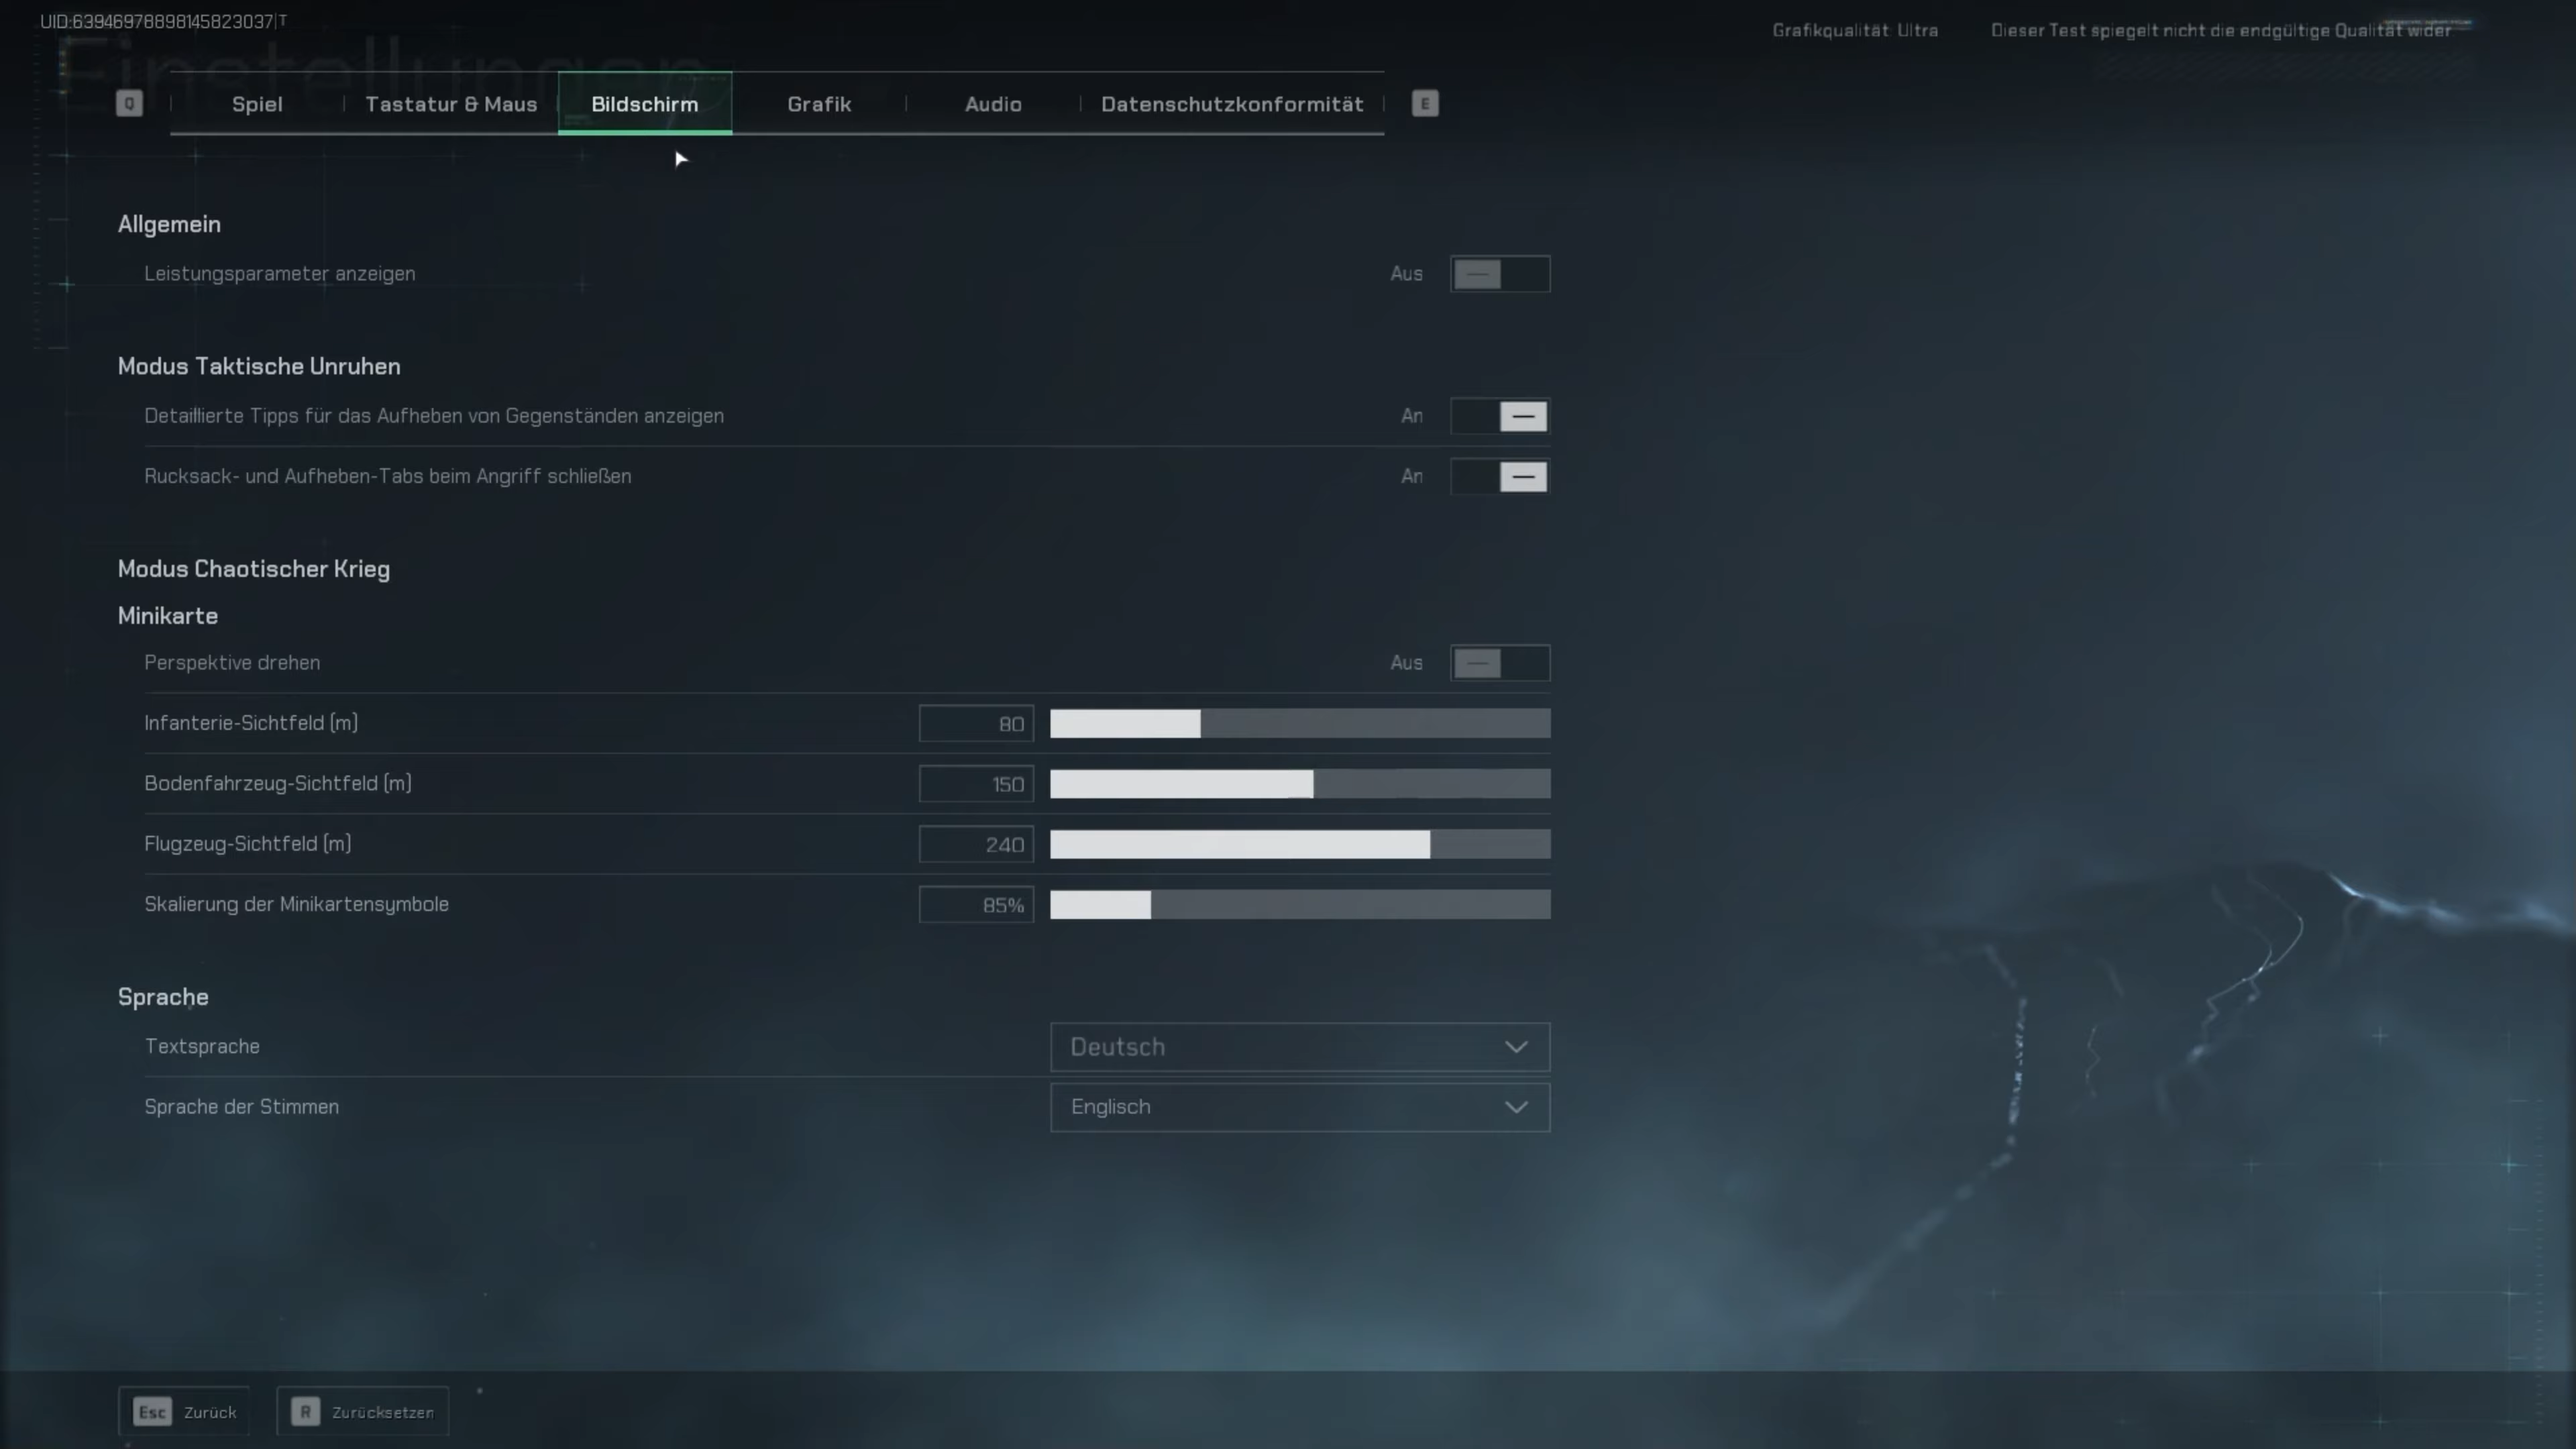 UID:63946978898145823037|T
Grafikqualität: Ultra Dieser Test spiegelt nicht die endgültige Qualität wider
Einstellungen
Q Spiel Tastatur & Maus Bildschirm Grafik Audio Datenschutzkonformität E
Allgemein
Leistungsparameter anzeigen Aus
Modus Taktische Unruhen
Detaillierte Tipps für das Aufheben von Gegenständen anzeigen An
Rucksack- und Aufheben-Tabs beim Angriff schließen An
Modus Chaotischer Krieg
Minikarte
Perspektive drehen Aus
Infanterie-Sichtfeld (m) 80
Bodenfahrzeug-Sichtfeld (m) 150
Flugzeug-Sichtfeld (m) 240
Skalierung der Minikartensymbole 85%
Sprache
Textsprache Deutsch
Sprache der Stimmen Englisch
Esc Zurück R Zurücksetzen